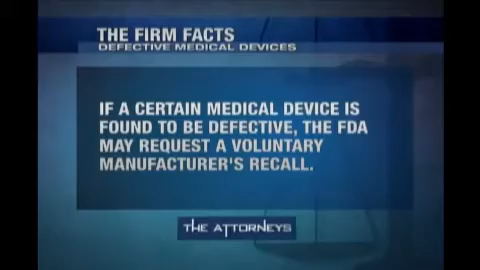 THE FIRM FACTS
DEFECTIVE MEDICAL DEVICES
IF A CERTAIN MEDICAL DEVICE IS
FOUND TO BE DEFECTIVE, THE FDA
MAY REQUEST A VOLUNTARY
MANUFACTURER'S RECALL.
THE ATTORNEYS